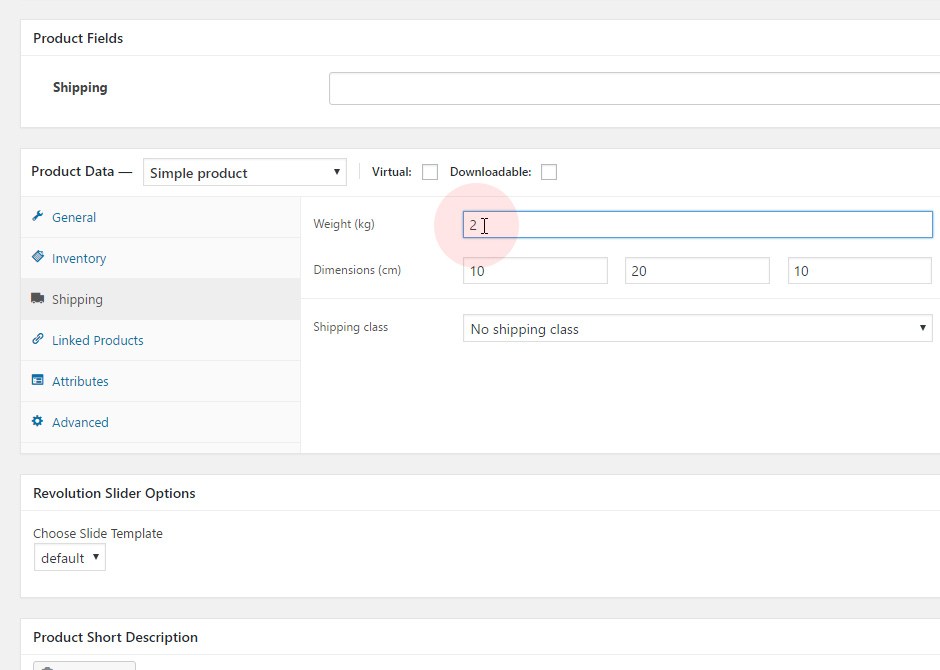 Product Fields
Shipping
Product Data — Simple product Virtual: Downloadable:
General
Inventory
Shipping
Linked Products
Attributes
Advanced
Weight (kg) 2
Dimensions (cm) 10 20 10
Shipping class No shipping class
Revolution Slider Options
Choose Slide Template
default
Product Short Description